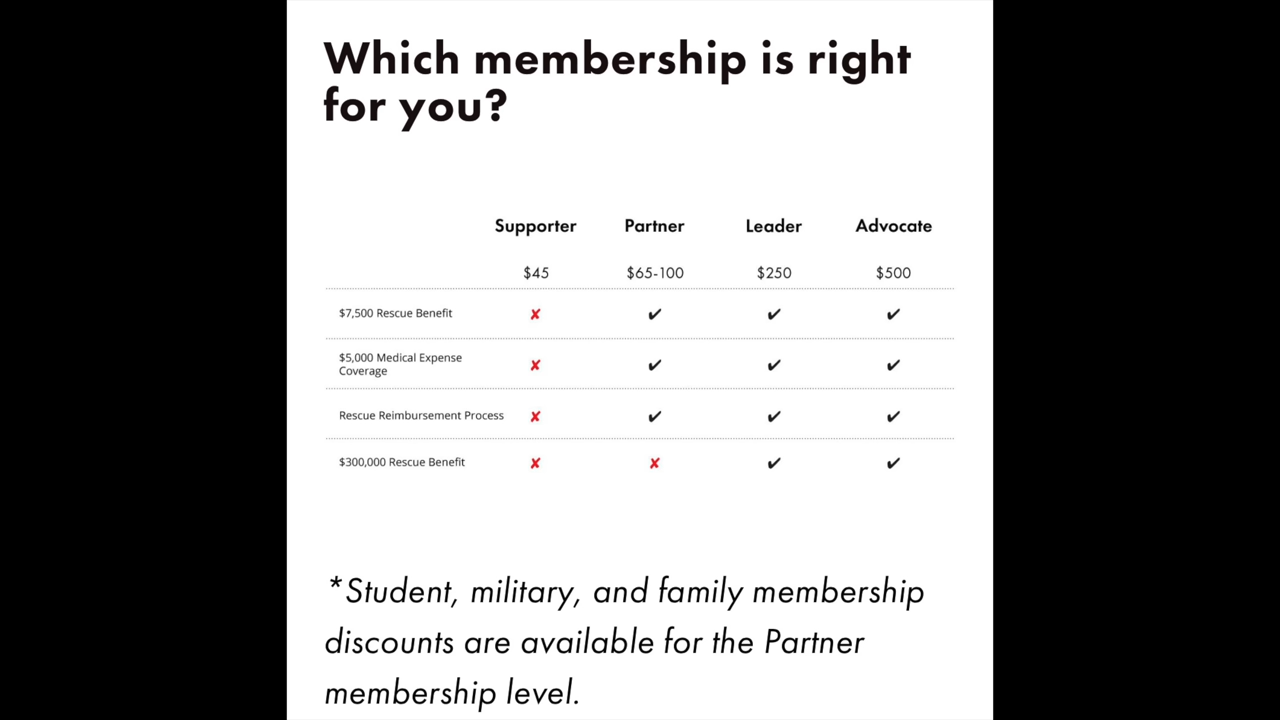 Which membership is right
for you?
Supporter Partner Leader Advocate
$45 $65-100 $250 $500
$7,500 Rescue Benefit ✘ ✔ ✔ ✔
$5,000 Medical Expense
Coverage ✘ ✔ ✔ ✔
Rescue Reimbursement Process ✘ ✔ ✔ ✔
$300,000 Rescue Benefit ✘ ✘ ✔ ✔
*Student, military, and family membership
discounts are available for the Partner
membership level.